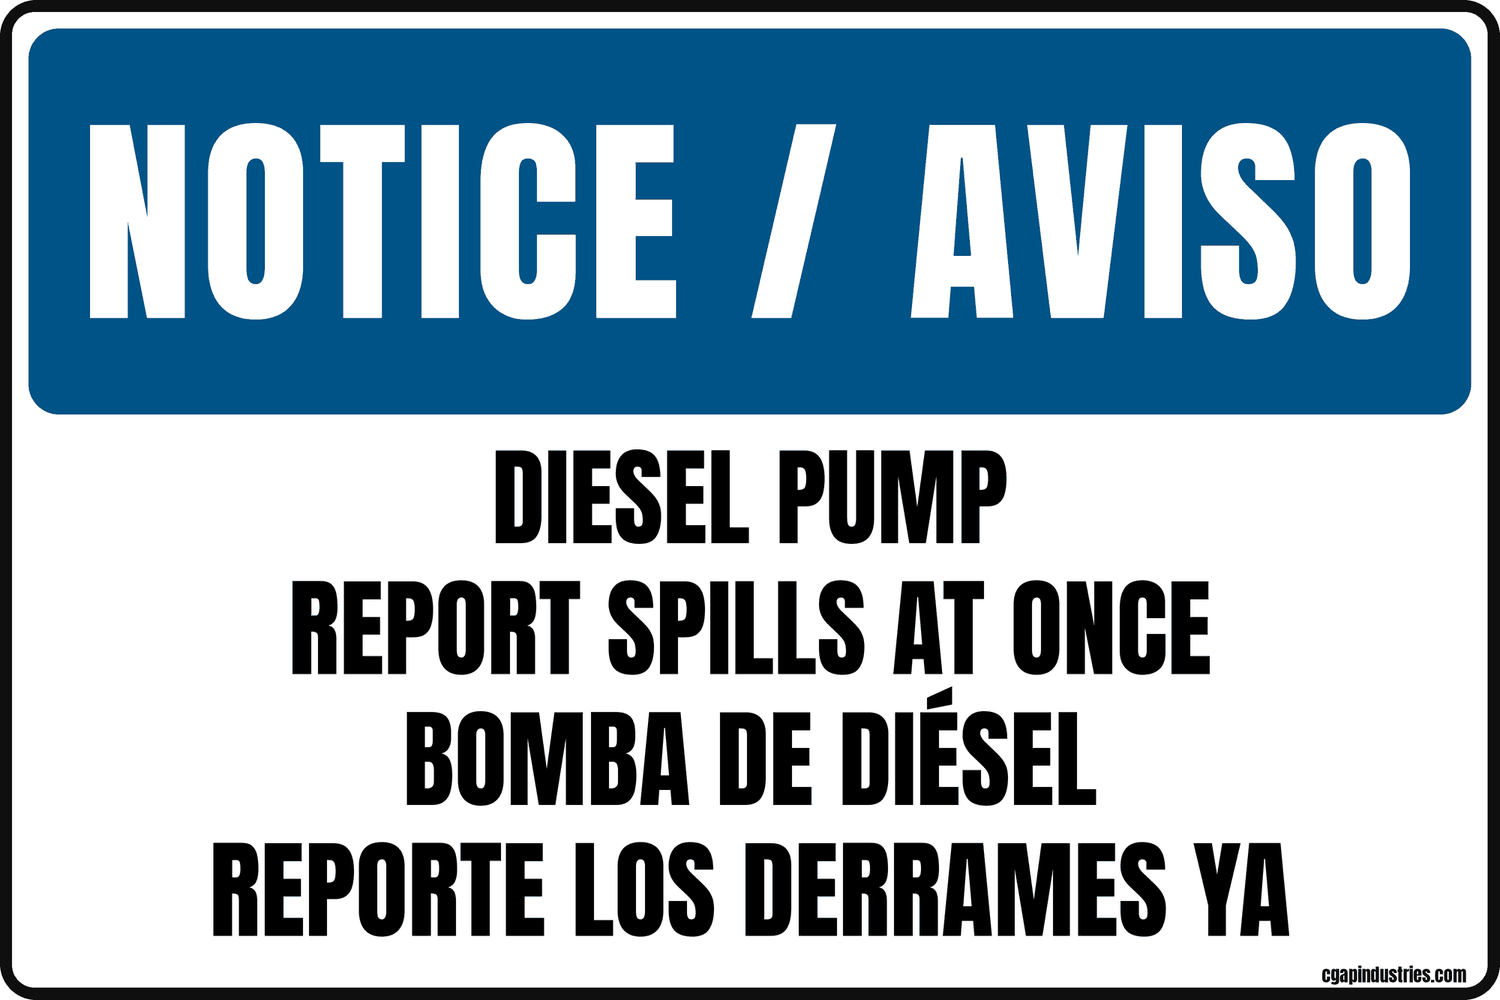 NOTICE / AVISO
DIESEL PUMP
REPORT SPILLS AT ONCE
BOMBA DE DIÉSEL
REPORTE LOS DERRAMES YA
cgapindustries.com